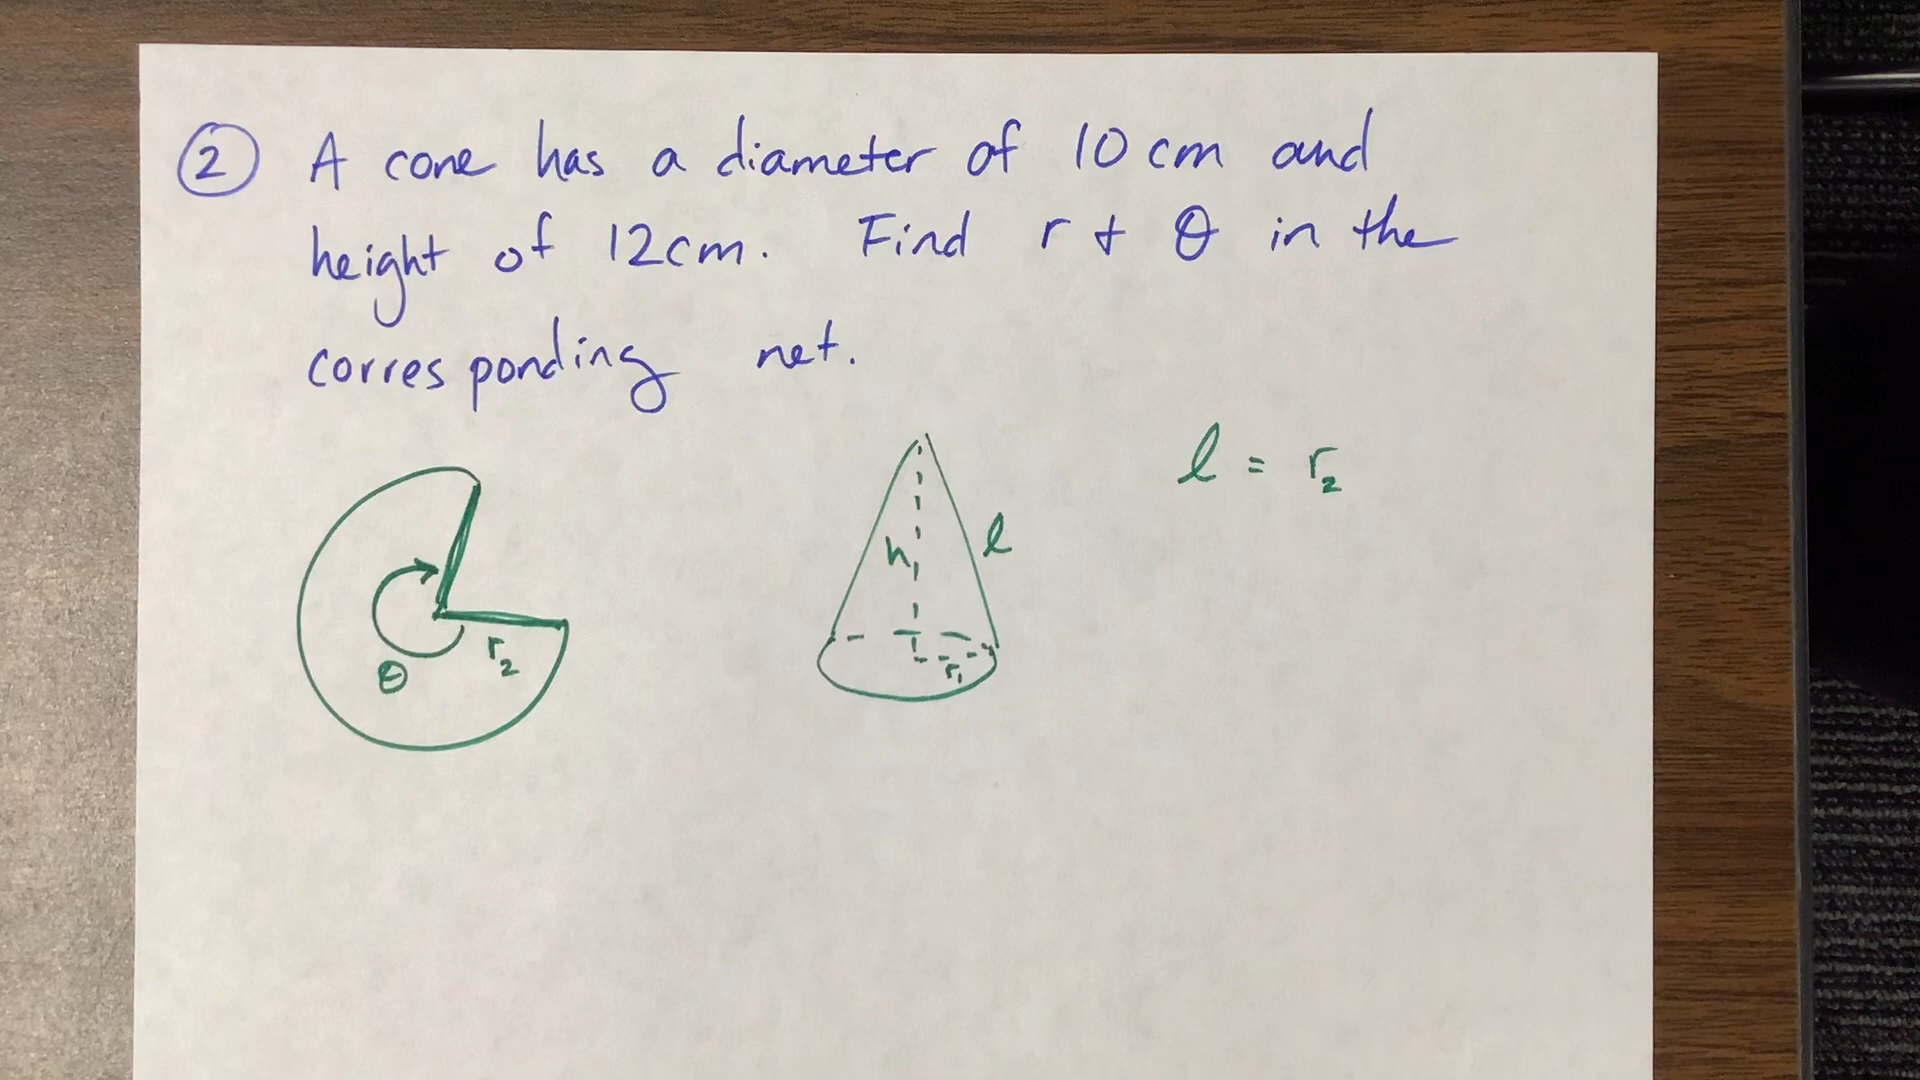 ② A cone has a diameter of 10 cm and
height of 12cm. Find r + θ in the
corresponding net.
l = r₂
h
l
r₁
θ
r₂